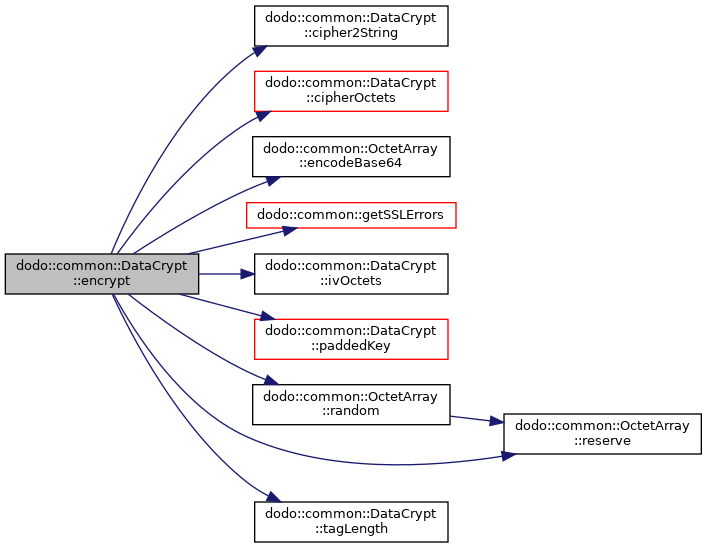 dodo::common::DataCrypt
::cipher2String
dodo::common::DataCrypt
::cipherOctets
dodo::common::OctetArray
::encodeBase64
dodo::common::getSSLErrors
dodo::common::DataCrypt
::encrypt
dodo::common::DataCrypt
::ivOctets
dodo::common::DataCrypt
::paddedKey
dodo::common::OctetArray
::random
dodo::common::OctetArray
::reserve
dodo::common::DataCrypt
::tagLength